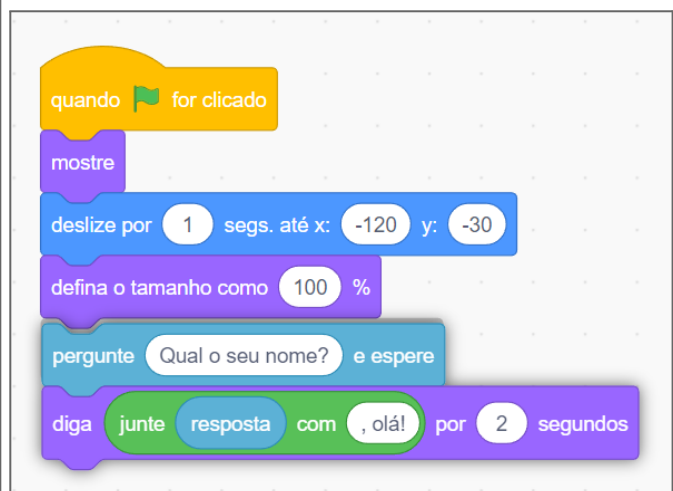 quando for clicado
mostre
deslize por 1 segs. até x: -120 y: -30
defina o tamanho como 100 %
pergunte Qual o seu nome? e espere
diga junte resposta com , olá! por 2 segundos